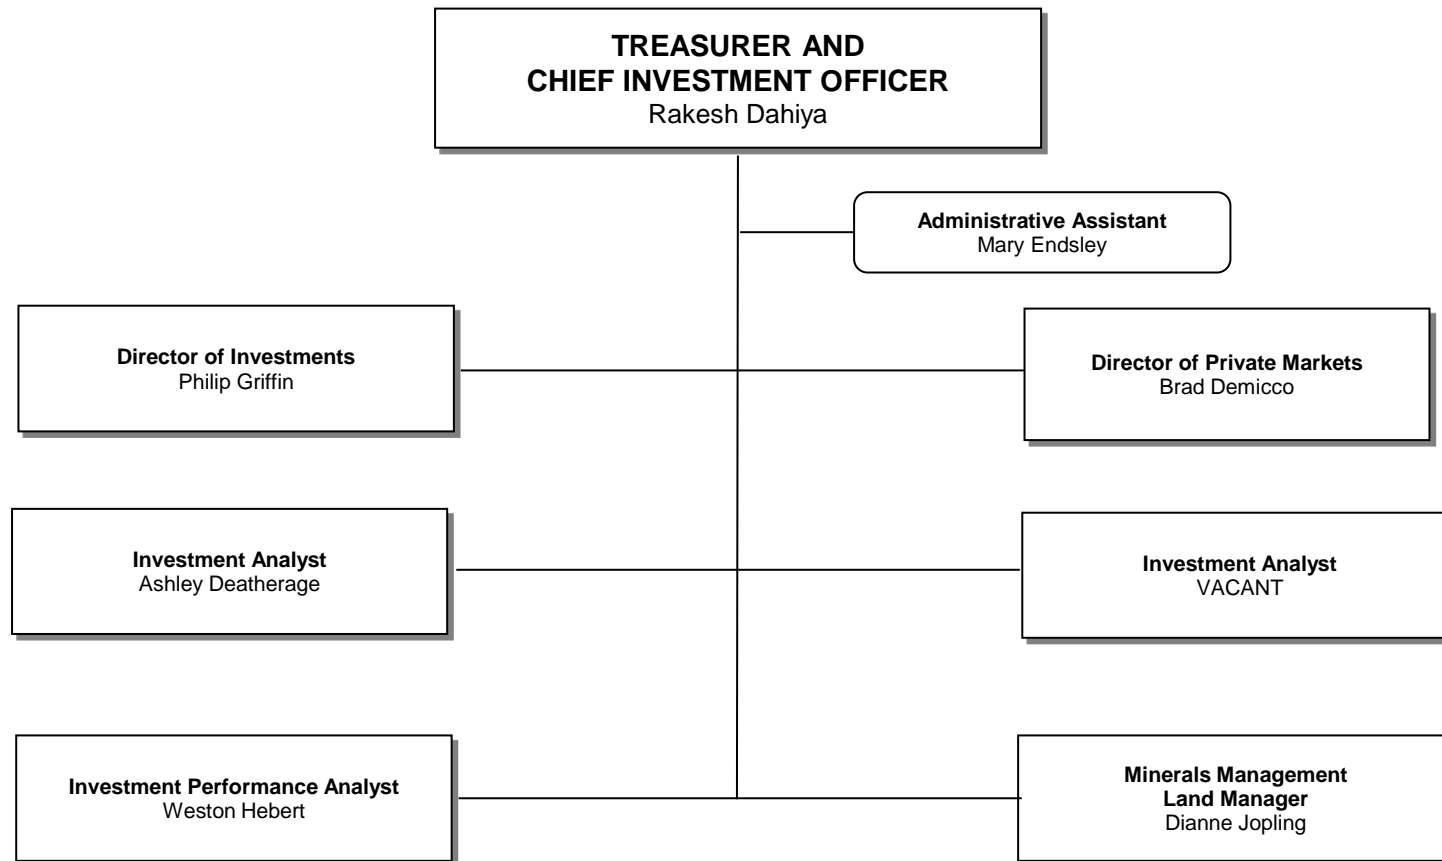 TREASURER AND
CHIEF INVESTMENT OFFICER
Rakesh Dahiya
Administrative Assistant
Mary Endsley
Director of Investments
Philip Griffin
Director of Private Markets
Brad Demicco
Investment Analyst
Ashley Deatherage
Investment Analyst
VACANT
Investment Performance Analyst
Weston Hebert
Minerals Management
Land Manager
Dianne Jopling